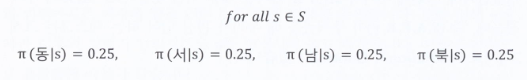 for all s ∈ S
π(동|s) = 0.25, π(서|s) = 0.25, π(남|s) = 0.25, π(북|s) = 0.25